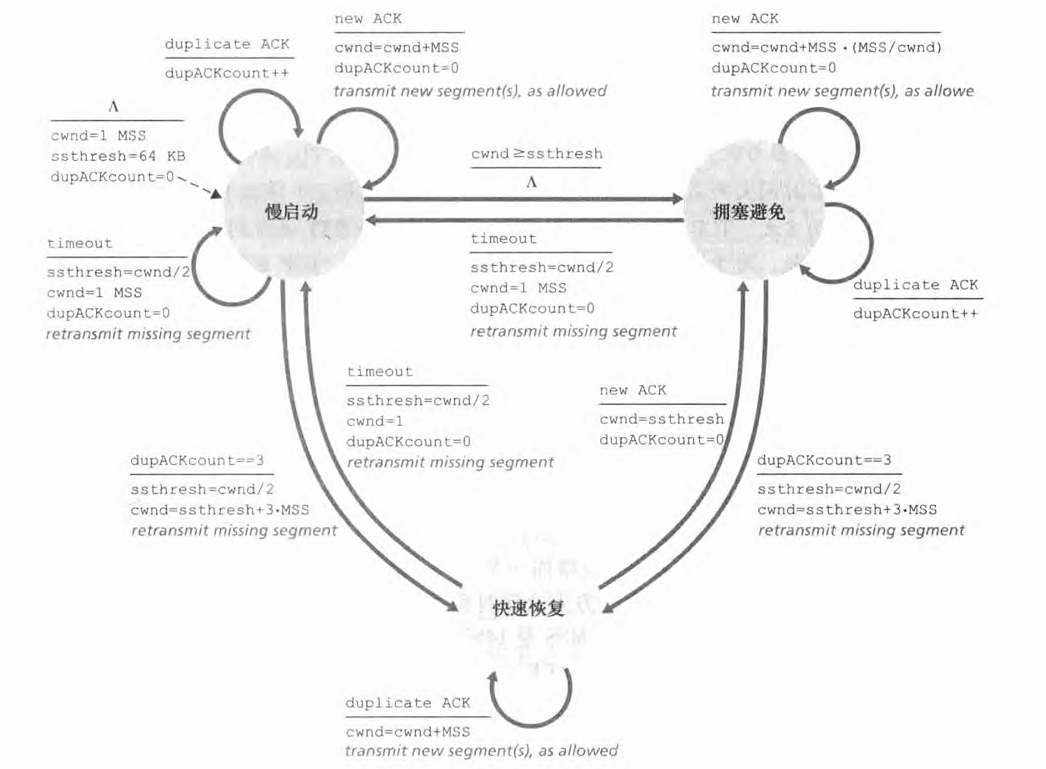 new ACK
cwnd=cwnd+MSS
dupACKcount=0
transmit new segment(s), as allowed
duplicate ACK
dupACKcount++
Λ
cwnd=1 MSS
ssthresh=64 KB
dupACKcount=0
慢启动
timeout
ssthresh=cwnd/2
cwnd=1 MSS
dupACKcount=0
retransmit missing segment
cwnd≥ssthresh
Λ
timeout
ssthresh=cwnd/2
cwnd=1 MSS
dupACKcount=0
retransmit missing segment
new ACK
cwnd=cwnd+MSS·(MSS/cwnd)
dupACKcount=0
transmit new segment(s), as allowe
拥塞避免
duplicate ACK
dupACKcount++
timeout
ssthresh=cwnd/2
cwnd=1
dupACKcount=0
retransmit missing segment
new ACK
cwnd=ssthresh
dupACKcount=0
dupACKcount==3
ssthresh=cwnd/2
cwnd=ssthresh+3·MSS
retransmit missing segment
dupACKcount==3
ssthresh=cwnd/2
cwnd=ssthresh+3·MSS
retransmit missing segment
快速恢复
duplicate ACK
cwnd=cwnd+MSS
transmit new segment(s), as allowed